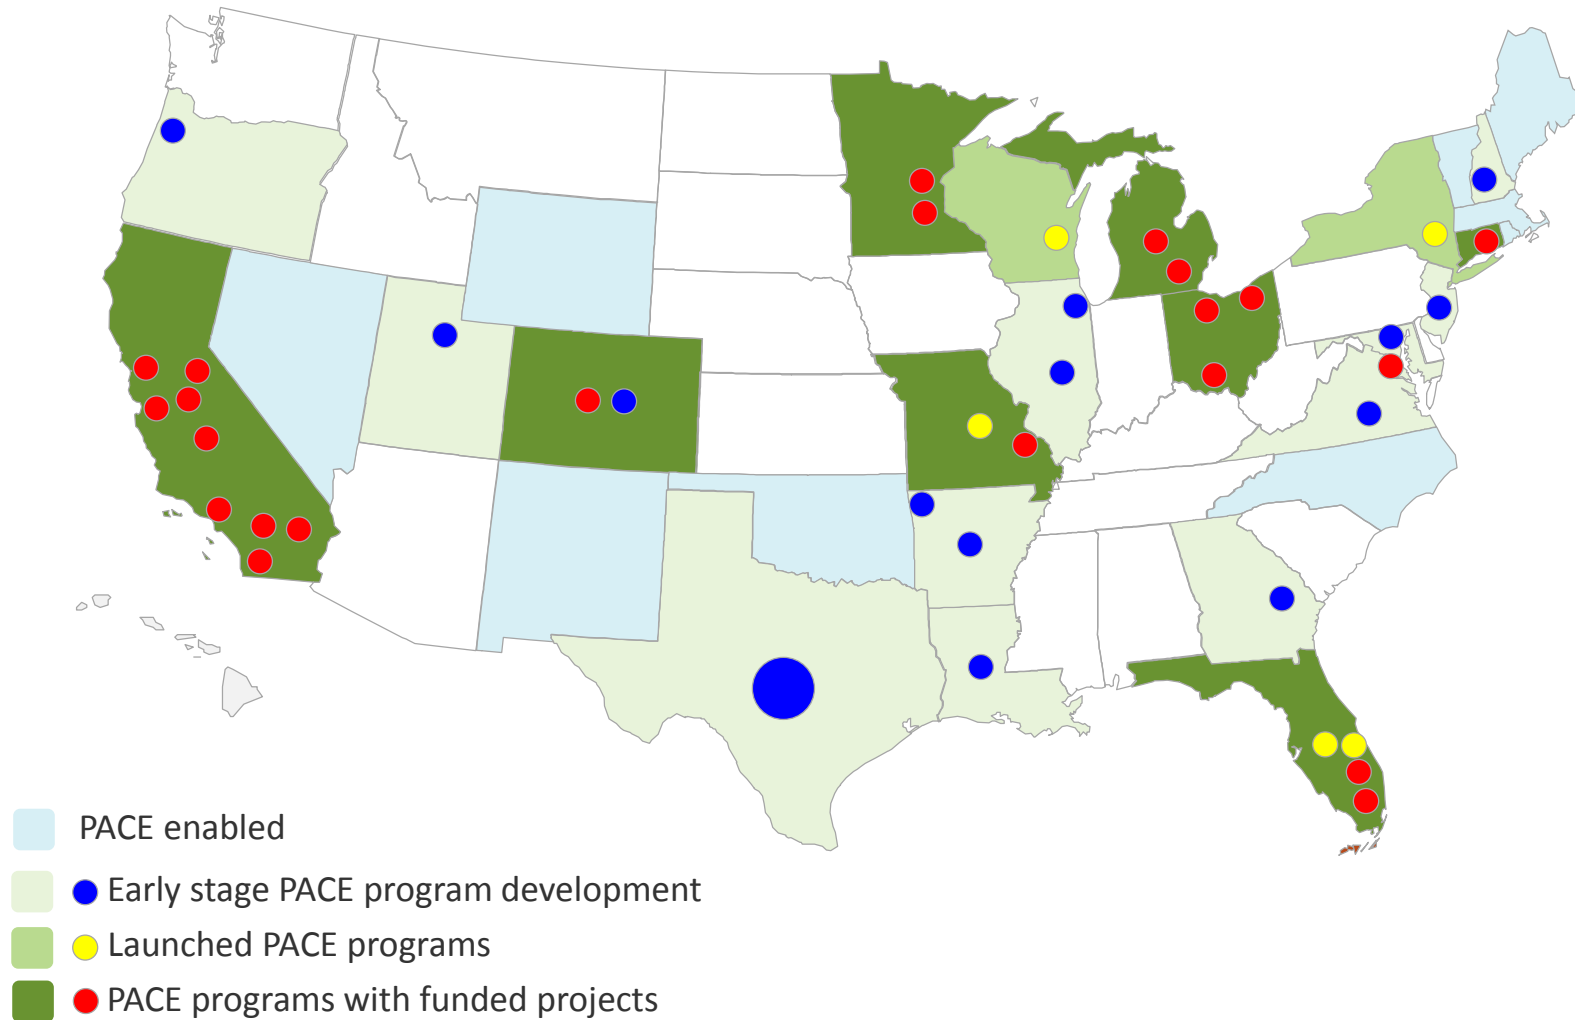 PACE enabled
Early stage PACE program development
Launched PACE programs
PACE programs with funded projects